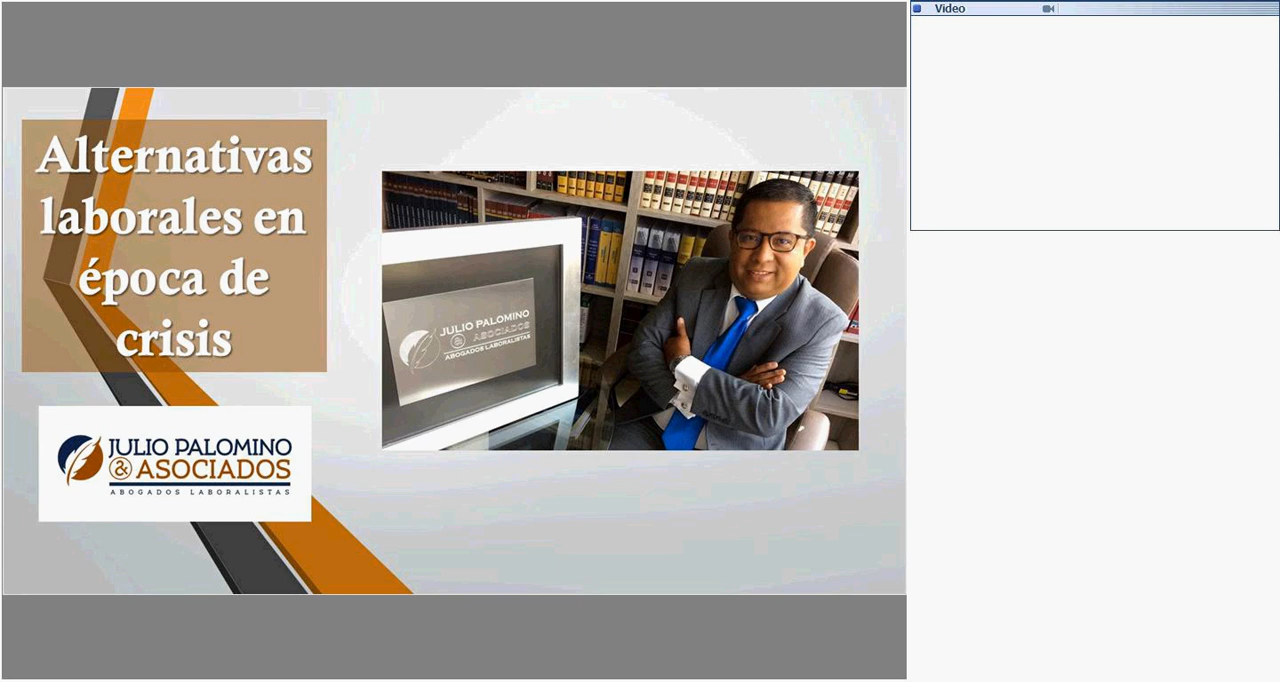 Video
Alternativas
laborales en
época de
crisis
JULIO PALOMINO
& ASOCIADOS
ABOGADOS LABORALISTAS
JULIO PALOMINO
& ASOCIADOS
ABOGADOS LABORALISTAS